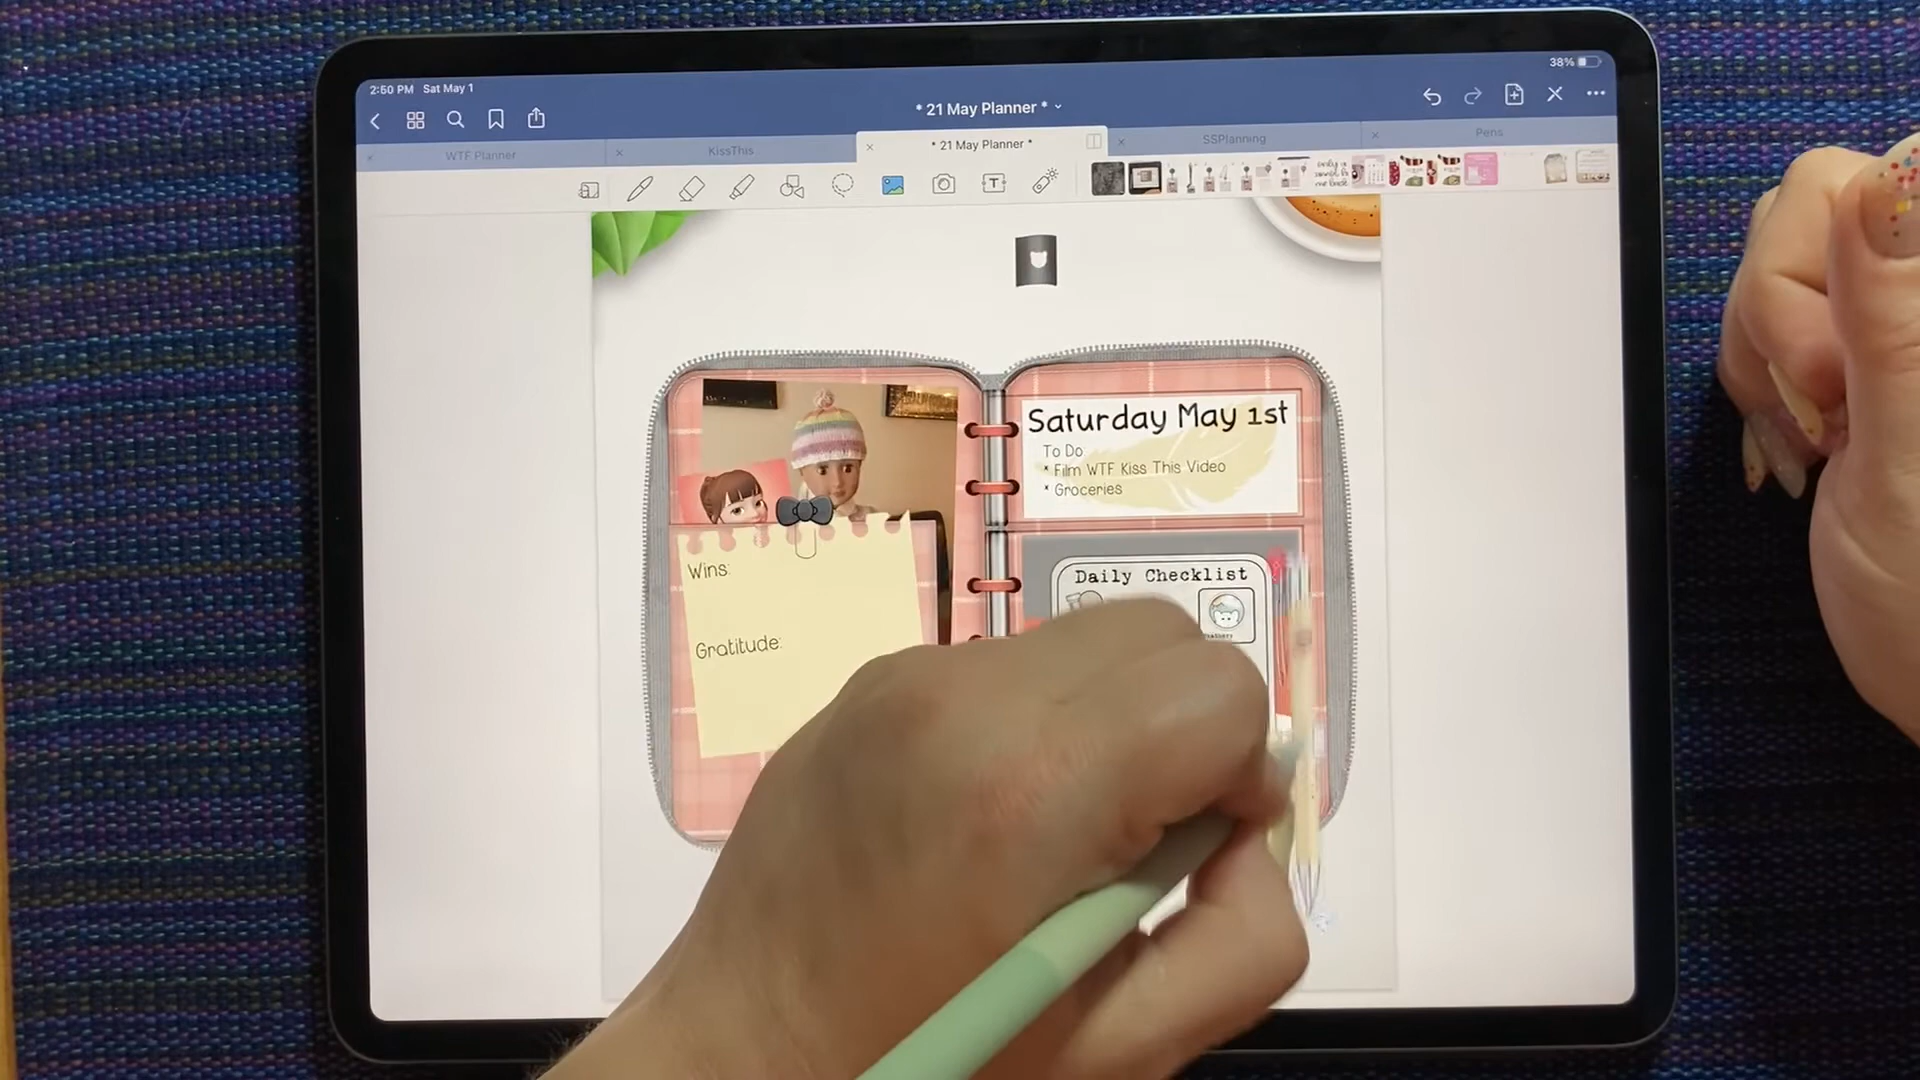 2:50 PM Sat May 1
38%
* 21 May Planner *
WTF Planner
KissThis
* 21 May Planner *
SSPlanning
Pens
Saturday May 1st
To Do
* Film WTF Kiss This Video
* Groceries
Wins:
Gratitude:
Daily Checklist